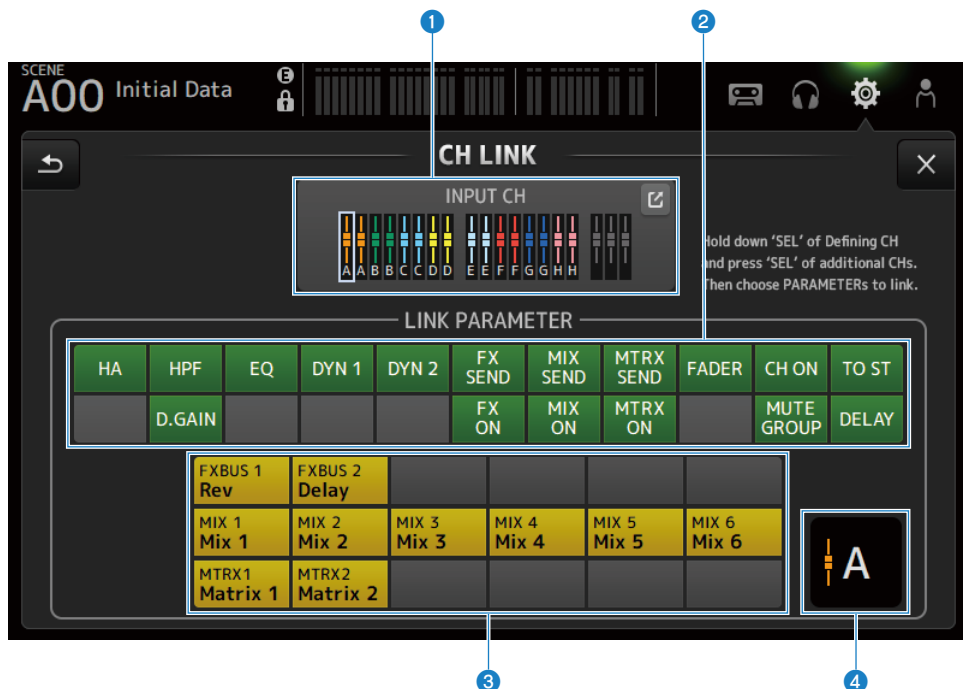 1 2
SCENE
A00 Initial Data E
CH LINK
INPUT CH
A A B B C C D D E E F F G G H H
Hold down 'SEL' of Defining CH
and press 'SEL' of additional CHs.
Then choose PARAMETERs to link.
LINK PARAMETER
HA HPF EQ DYN 1 DYN 2 FX SEND MIX SEND MTRX SEND FADER CH ON TO ST
D.GAIN FX ON MIX ON MTRX ON MUTE GROUP DELAY
FXBUS 1 FXBUS 2
Rev Delay
MIX 1 MIX 2 MIX 3 MIX 4 MIX 5 MIX 6
Mix 1 Mix 2 Mix 3 Mix 4 Mix 5 Mix 6
MTRX1 MTRX2
Matrix 1 Matrix 2
A
3 4